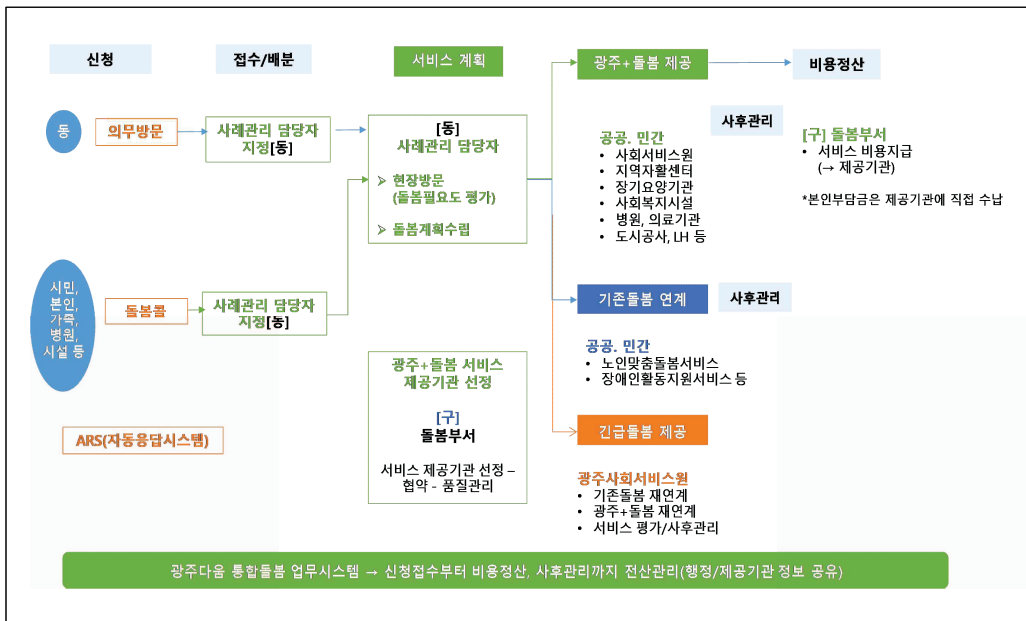 신청
접수/배분
서비스 계획
광주+돌봄 제공
비용정산
동
의무방문
사례관리 담당자
지정[동]
[동]
사례관리 담당자
➢ 현장방문
(돌봄필요도 평가)
➢ 돌봄계획수립
사후관리
공공. 민간
• 사회서비스원
• 지역자활센터
• 장기요양기관
• 사회복지시설
• 병원, 의료기관
• 도시공사, LH 등
[구] 돌봄부서
• 서비스 비용지급
(→ 제공기관)
*본인부담금은 제공기관에 직접 수납
시민,
본인,
가족,
병원,
시설 등
돌봄콜
사례관리 담당자
지정[동]
기존돌봄 연계
사후관리
공공. 민간
• 노인맞춤돌봄서비스
• 장애인활동지원서비스 등
광주+돌봄 서비스
제공기관 선정
[구]
돌봄부서
서비스 제공기관 선정 –
협약 - 품질관리
ARS(자동응답시스템)
긴급돌봄 제공
광주사회서비스원
• 기존돌봄 재연계
• 광주+돌봄 재연계
• 서비스 평가/사후관리
광주다움 통합돌봄 업무시스템 → 신청접수부터 비용정산, 사후관리까지 전산관리(행정/제공기관 정보 공유)